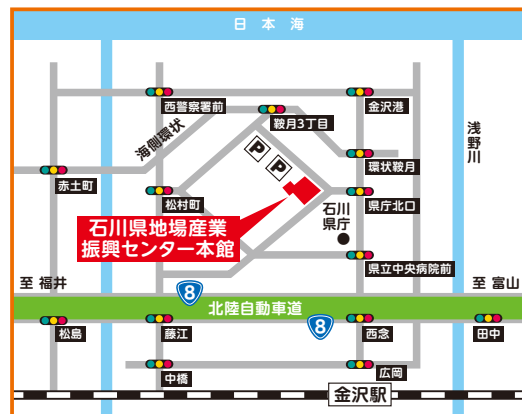 日本海
西警察署前
金沢港
鞍月3丁目
海側環状
浅野川
P
P
環状鞍月
赤土町
松村町
県庁北口
石川県地場産業
振興センター本館
石川
県庁
県立中央病院前
至 福井
至 富山
8
北陸自動車道
8
松島
藤江
西念
田中
中橋
広岡
金沢駅